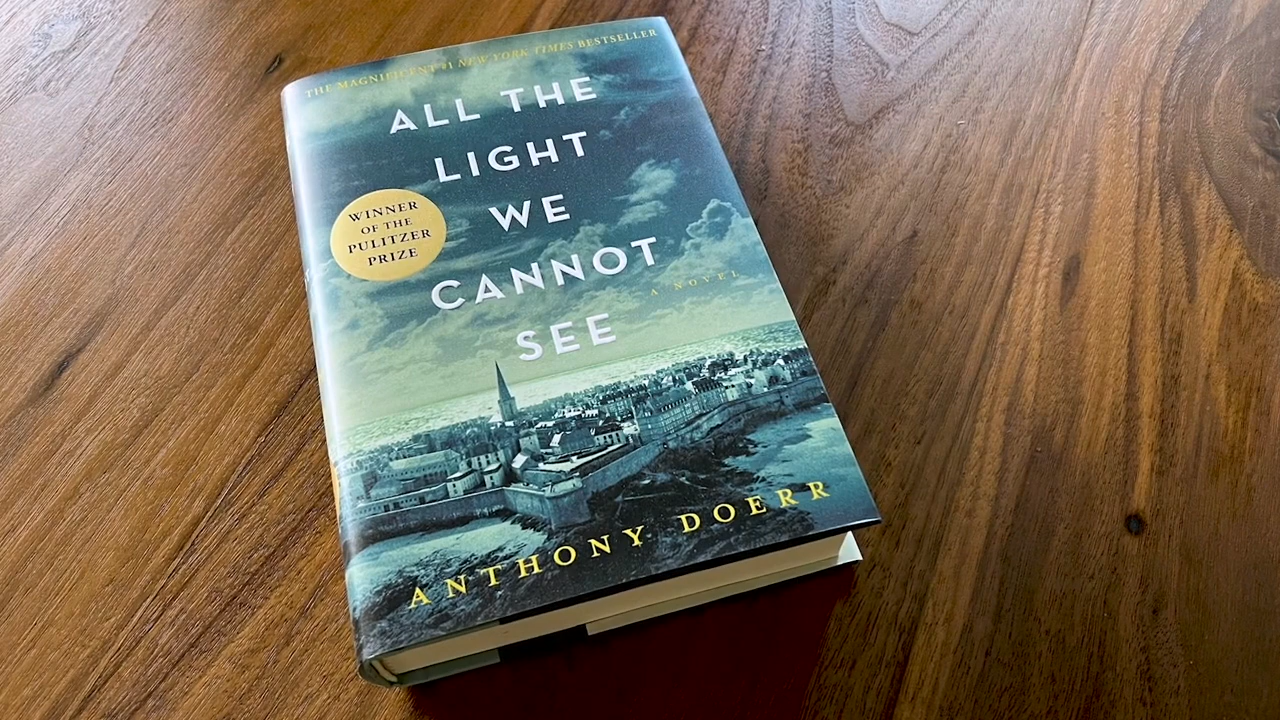 THE MAGNIFICENT #1 NEW YORK TIMES BESTSELLER
ALL THE
LIGHT
WE
CANNOT
SEE
WINNER
OF THE
PULITZER
PRIZE
A NOVEL
ANTHONY DOERR